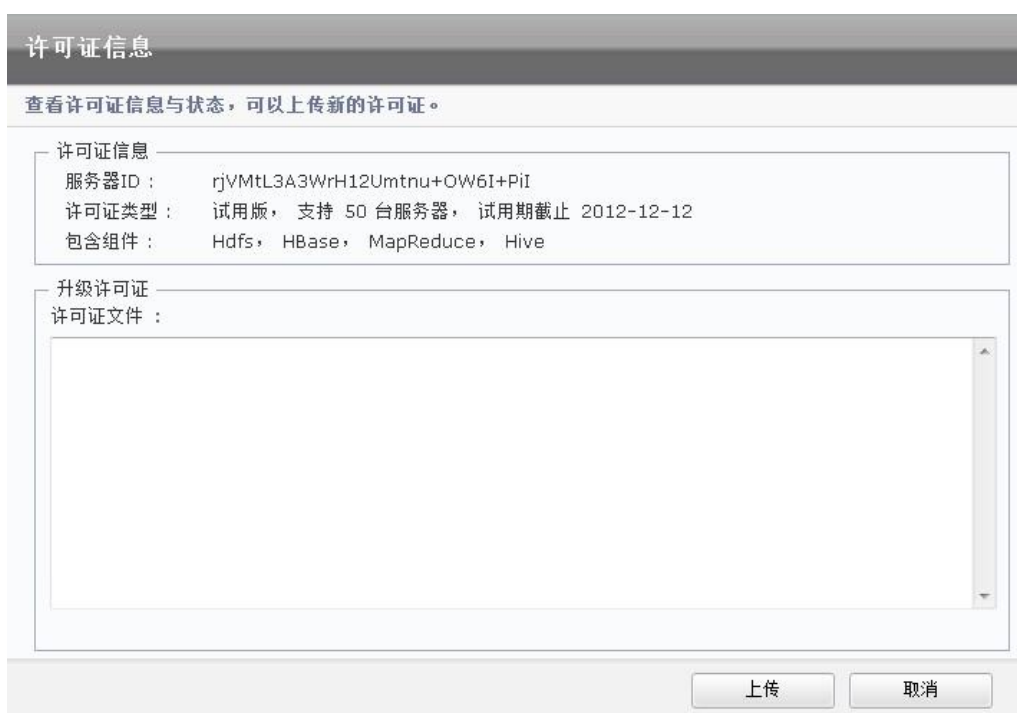 许可证信息
查看许可证信息与状态，可以上传新的许可证。
许可证信息
服务器ID： rjVMtL3A3WrH12Umtnu+OW6I+PiI
许可证类型： 试用版， 支持 50 台服务器， 试用期截止 2012-12-12
包含组件： Hdfs， HBase， MapReduce， Hive
升级许可证
许可证文件 ：
上传 取消